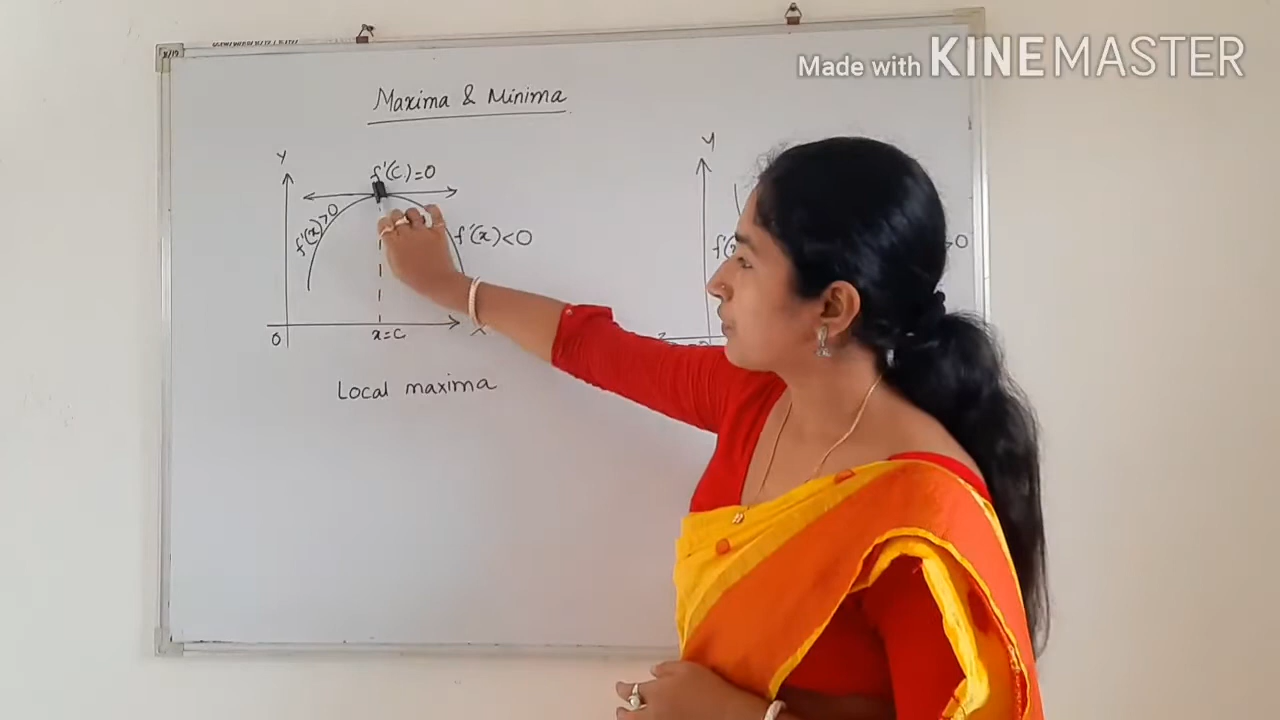 Made with KINEMASTER
Maxima & Minima
Y
f'(c)=0
f'(x)>0
f'(x)<0
O
x=c
X
Local maxima
Y
f'(x)
>0